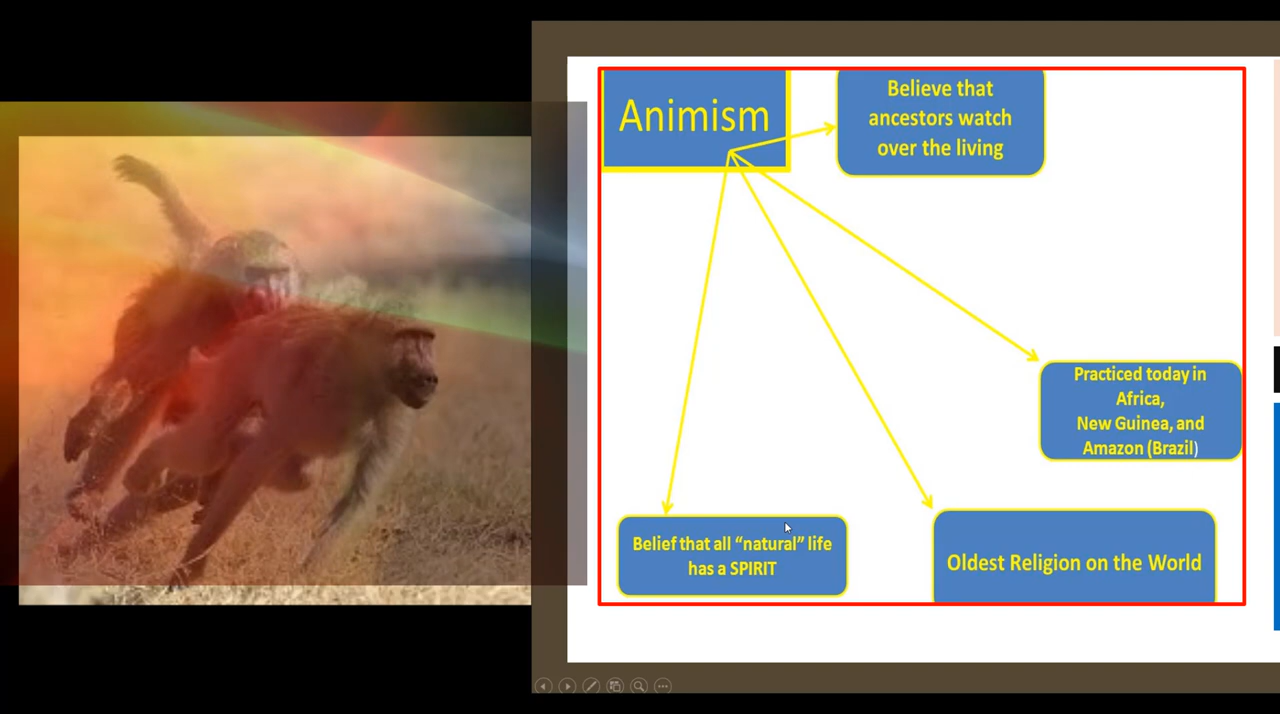 Animism
Believe that
ancestors watch
over the living
Practiced today in
Africa,
New Guinea, and
Amazon (Brazil)
Belief that all “natural” life
has a SPIRIT
Oldest Religion on the World